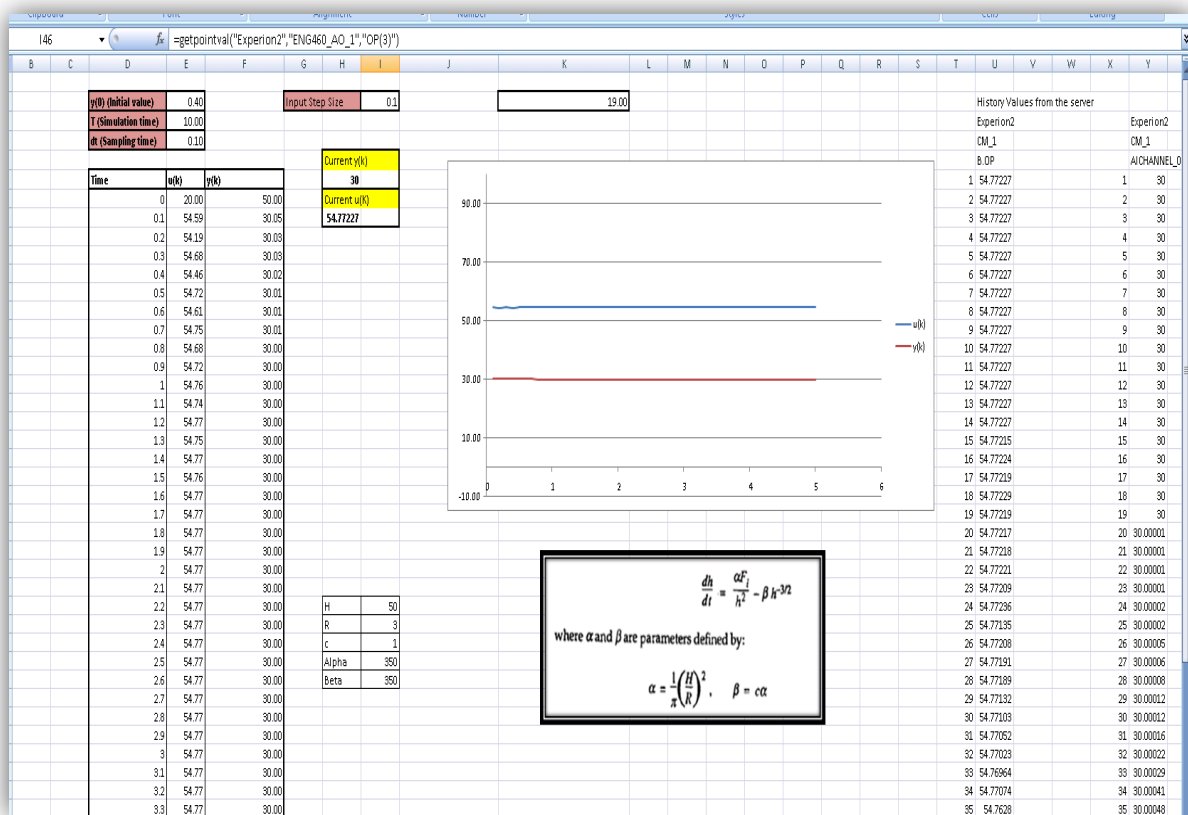 Clipboard Font Alignment Number Styles Cells Editing
I46 fx =getpointval("Experion2","ENG460_AO_1","OP(3)")
B C D E F G H I J K L M N O P Q R S T U V W X Y
y(0) (Initial value) 0.40 Input Step Size 0.1 19.00 History Values from the server
T (Simulation time) 10.00 Experion2 Experion2
dt (Sampling time) 0.10 CM_1 CM_1
Current y(k) B.OP AICHANNEL_0
Time u(k) y(k) 30 1 54.77227 1 30
0 20.00 50.00 Current u(K) 2 54.77227 2 30
0.1 54.59 30.05 54.77227 3 54.77227 3 30
0.2 54.19 30.03 4 54.77227 4 30
0.3 54.68 30.03 5 54.77227 5 30
0.4 54.46 30.02 6 54.77227 6 30
0.5 54.72 30.01 7 54.77227 7 30
0.6 54.61 30.01 8 54.77227 8 30
0.7 54.75 30.01 9 54.77227 9 30
0.8 54.68 30.00 10 54.77227 10 30
0.9 54.72 30.00 11 54.77227 11 30
1 54.76 30.00 12 54.77227 12 30
1.1 54.74 30.00 13 54.77227 13 30
1.2 54.77 30.00 14 54.77227 14 30
1.3 54.75 30.00 15 54.77215 15 30
1.4 54.77 30.00 16 54.77224 16 30
1.5 54.76 30.00 17 54.77219 17 30
1.6 54.77 30.00 18 54.77229 18 30
1.7 54.77 30.00 19 54.77219 19 30
1.8 54.77 30.00 20 54.77217 20 30.00001
1.9 54.77 30.00 21 54.77218 21 30.00001
2 54.77 30.00 22 54.77221 22 30.00001
2.1 54.77 30.00 23 54.77209 23 30.00001
2.2 54.77 30.00 H 50 24 54.77236 24 30.00002
2.3 54.77 30.00 R 3 25 54.77135 25 30.00002
2.4 54.77 30.00 c 1 26 54.77208 26 30.00005
2.5 54.77 30.00 Alpha 350 27 54.77191 27 30.00006
2.6 54.77 30.00 Beta 350 28 54.77189 28 30.00008
2.7 54.77 30.00 29 54.77132 29 30.00012
2.8 54.77 30.00 30 54.77103 30 30.00012
2.9 54.77 30.00 31 54.77052 31 30.00016
3 54.77 30.00 32 54.77023 32 30.00022
3.1 54.77 30.00 33 54.76964 33 30.00029
3.2 54.77 30.00 34 54.77074 34 30.00041
3.3 54.77 30.00 35 54.7628 35 30.00048
90.00
70.00
50.00
30.00
10.00
-10.00
0 1 2 3 4 5 6
u(k)
y(k)
dh/dt = αF_i/h² − β h^-3/2
where α and β are parameters defined by:
α = 1/π (H/R)², β = cα